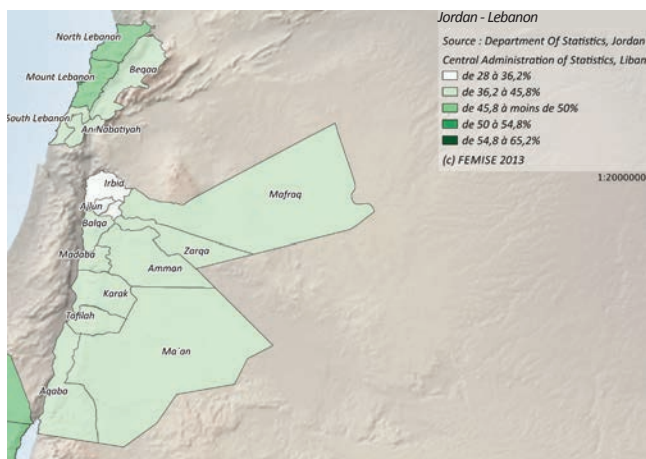 Jordan - Lebanon
Source : Department Of Statistics, Jordan
Central Administration of Statistics, Liban
de 28 à 36,2%
de 36,2 à 45,8%
de 45,8 à moins de 50%
de 50 à 54,8%
de 54,8 à 65,2%
(c) FEMISE 2013
1:2000000
North Lebanon
Beqaa
Mount Lebanon
South Lebanon
An Nabatiyah
Irbid
Ajlun
Mafraq
Balqa
Zarqa
Madaba
Amman
Karak
Tafilah
Ma'an
Aqaba